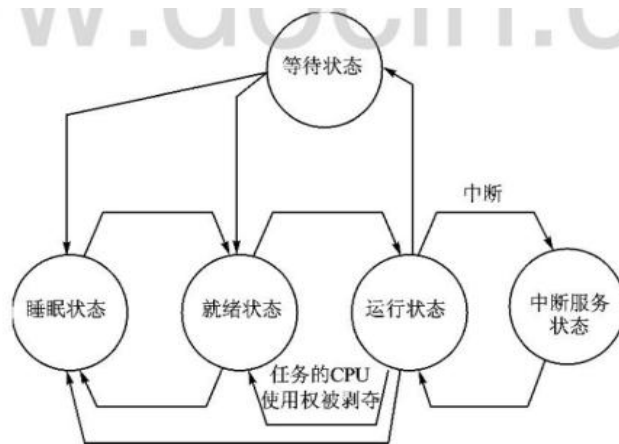 w.docin.c
等待状态
中断
睡眠状态
就绪状态
运行状态
中断服务
状态
任务的CPU
使用权被剥夺